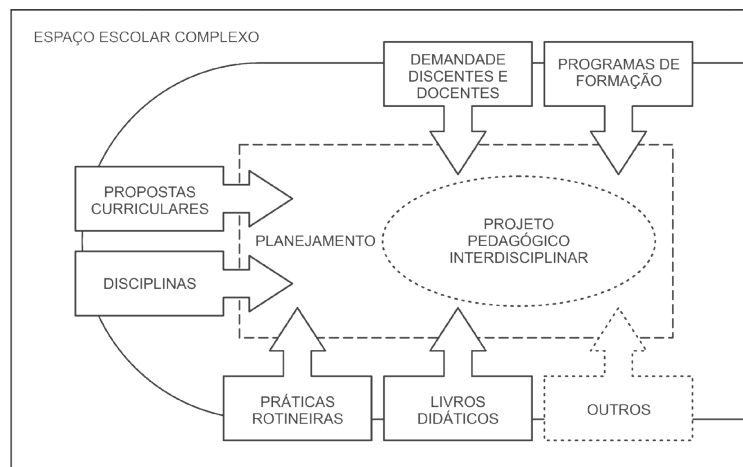 ESPAÇO ESCOLAR COMPLEXO
DEMANDADE
DISCENTES E
DOCENTES
PROGRAMAS DE
FORMAÇÃO
PROPOSTAS
CURRICULARES
PLANEJAMENTO
PROJETO
PEDAGÓGICO
INTERDISCIPLINAR
DISCIPLINAS
PRÁTICAS
ROTINEIRAS
LIVROS
DIDÁTICOS
OUTROS